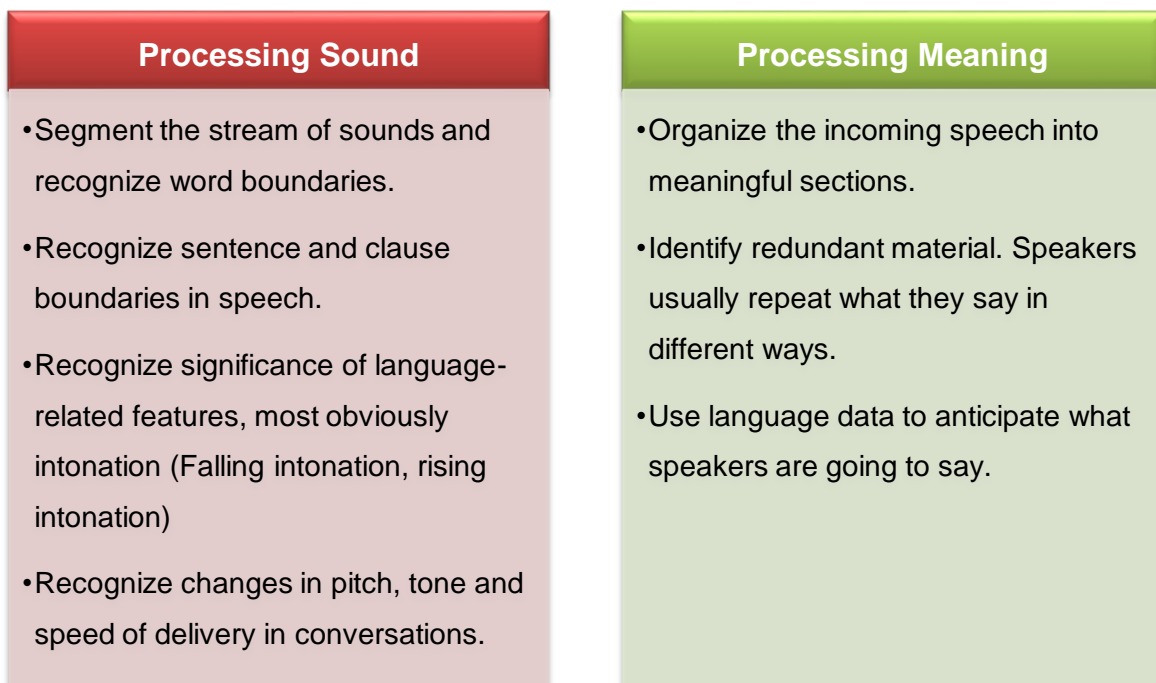 Processing Sound
•Segment the stream of sounds and
recognize word boundaries.
•Recognize sentence and clause
boundaries in speech.
•Recognize significance of language-
related features, most obviously
intonation (Falling intonation, rising
intonation)
•Recognize changes in pitch, tone and
speed of delivery in conversations.
Processing Meaning
•Organize the incoming speech into
meaningful sections.
•Identify redundant material. Speakers
usually repeat what they say in
different ways.
•Use language data to anticipate what
speakers are going to say.